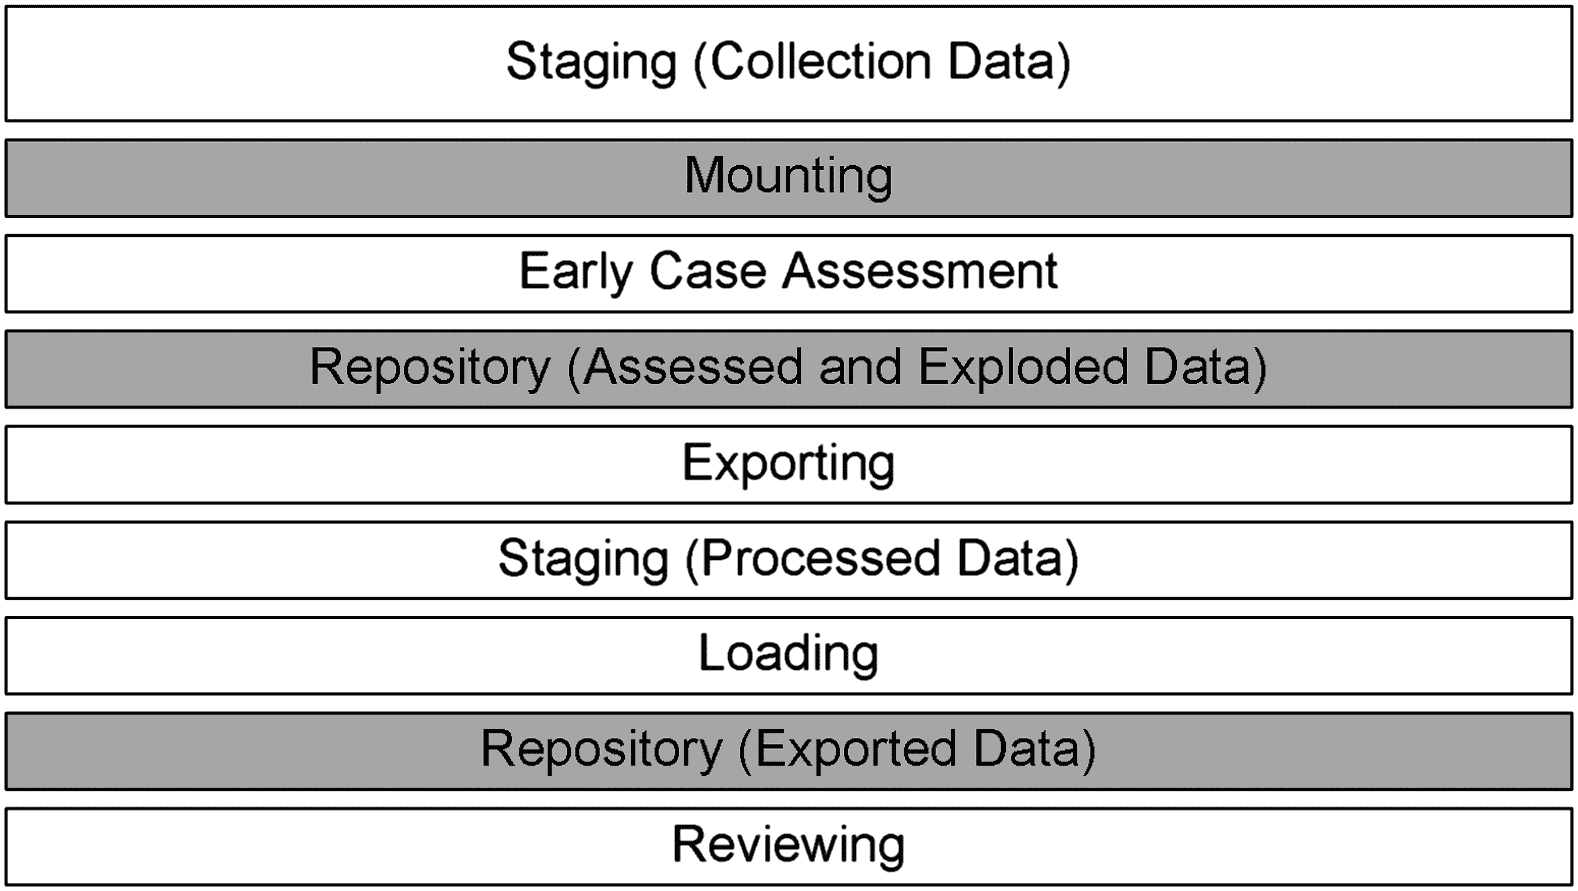 Staging (Collection Data)
Mounting
Early Case Assessment
Repository (Assessed and Exploded Data)
Exporting
Staging (Processed Data)
Loading
Repository (Exported Data)
Reviewing